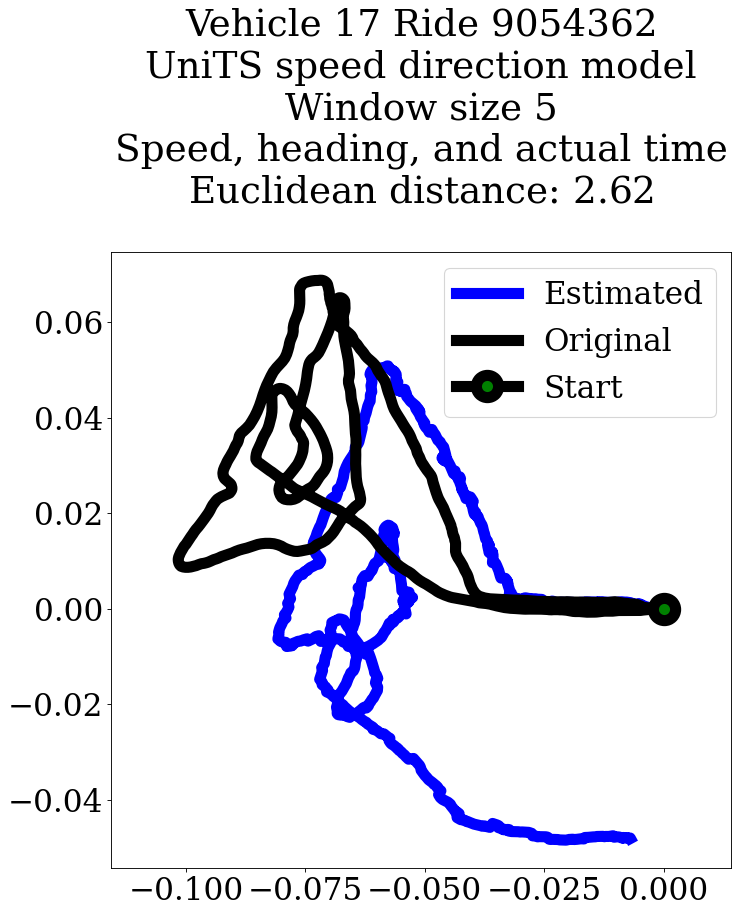 Vehicle 17 Ride 9054362
UniTS speed direction model
Window size 5
Speed, heading, and actual time
Euclidean distance: 2.62
Estimated
Original
Start
0.06
0.04
0.02
0.00
−0.02
−0.04
−0.100 −0.075 −0.050 −0.025 0.000